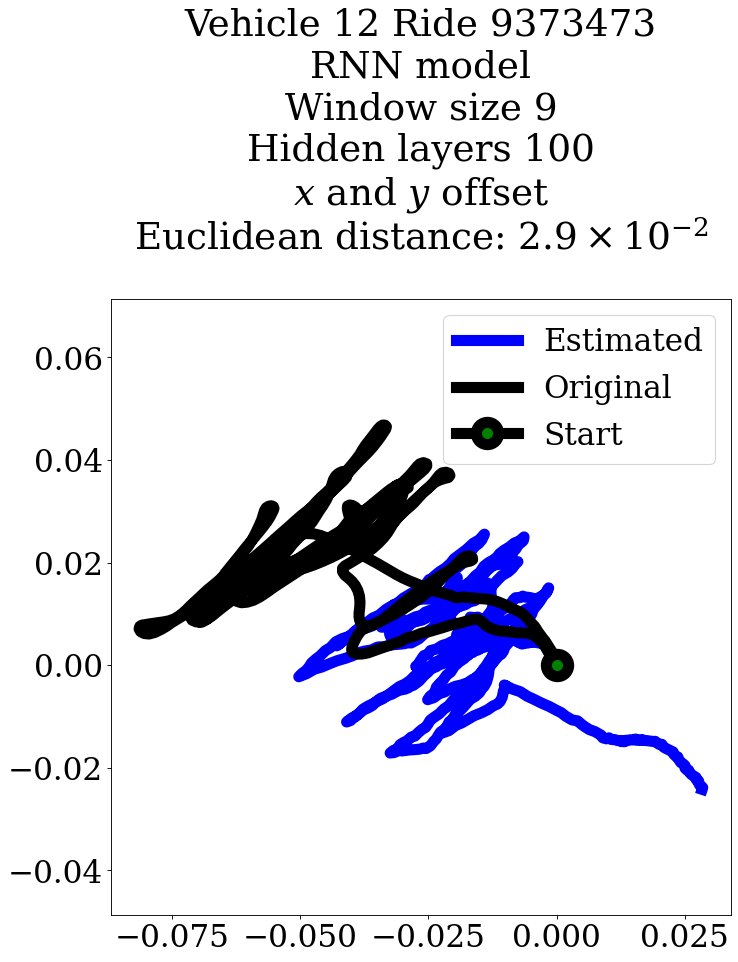 Vehicle 12 Ride 9373473
RNN model
Window size 9
Hidden layers 100
x and y offset
Euclidean distance: 2.9 × 10⁻²
Estimated
Original
Start
0.06
0.04
0.02
0.00
−0.02
−0.04
−0.075 −0.050 −0.025 0.000 0.025